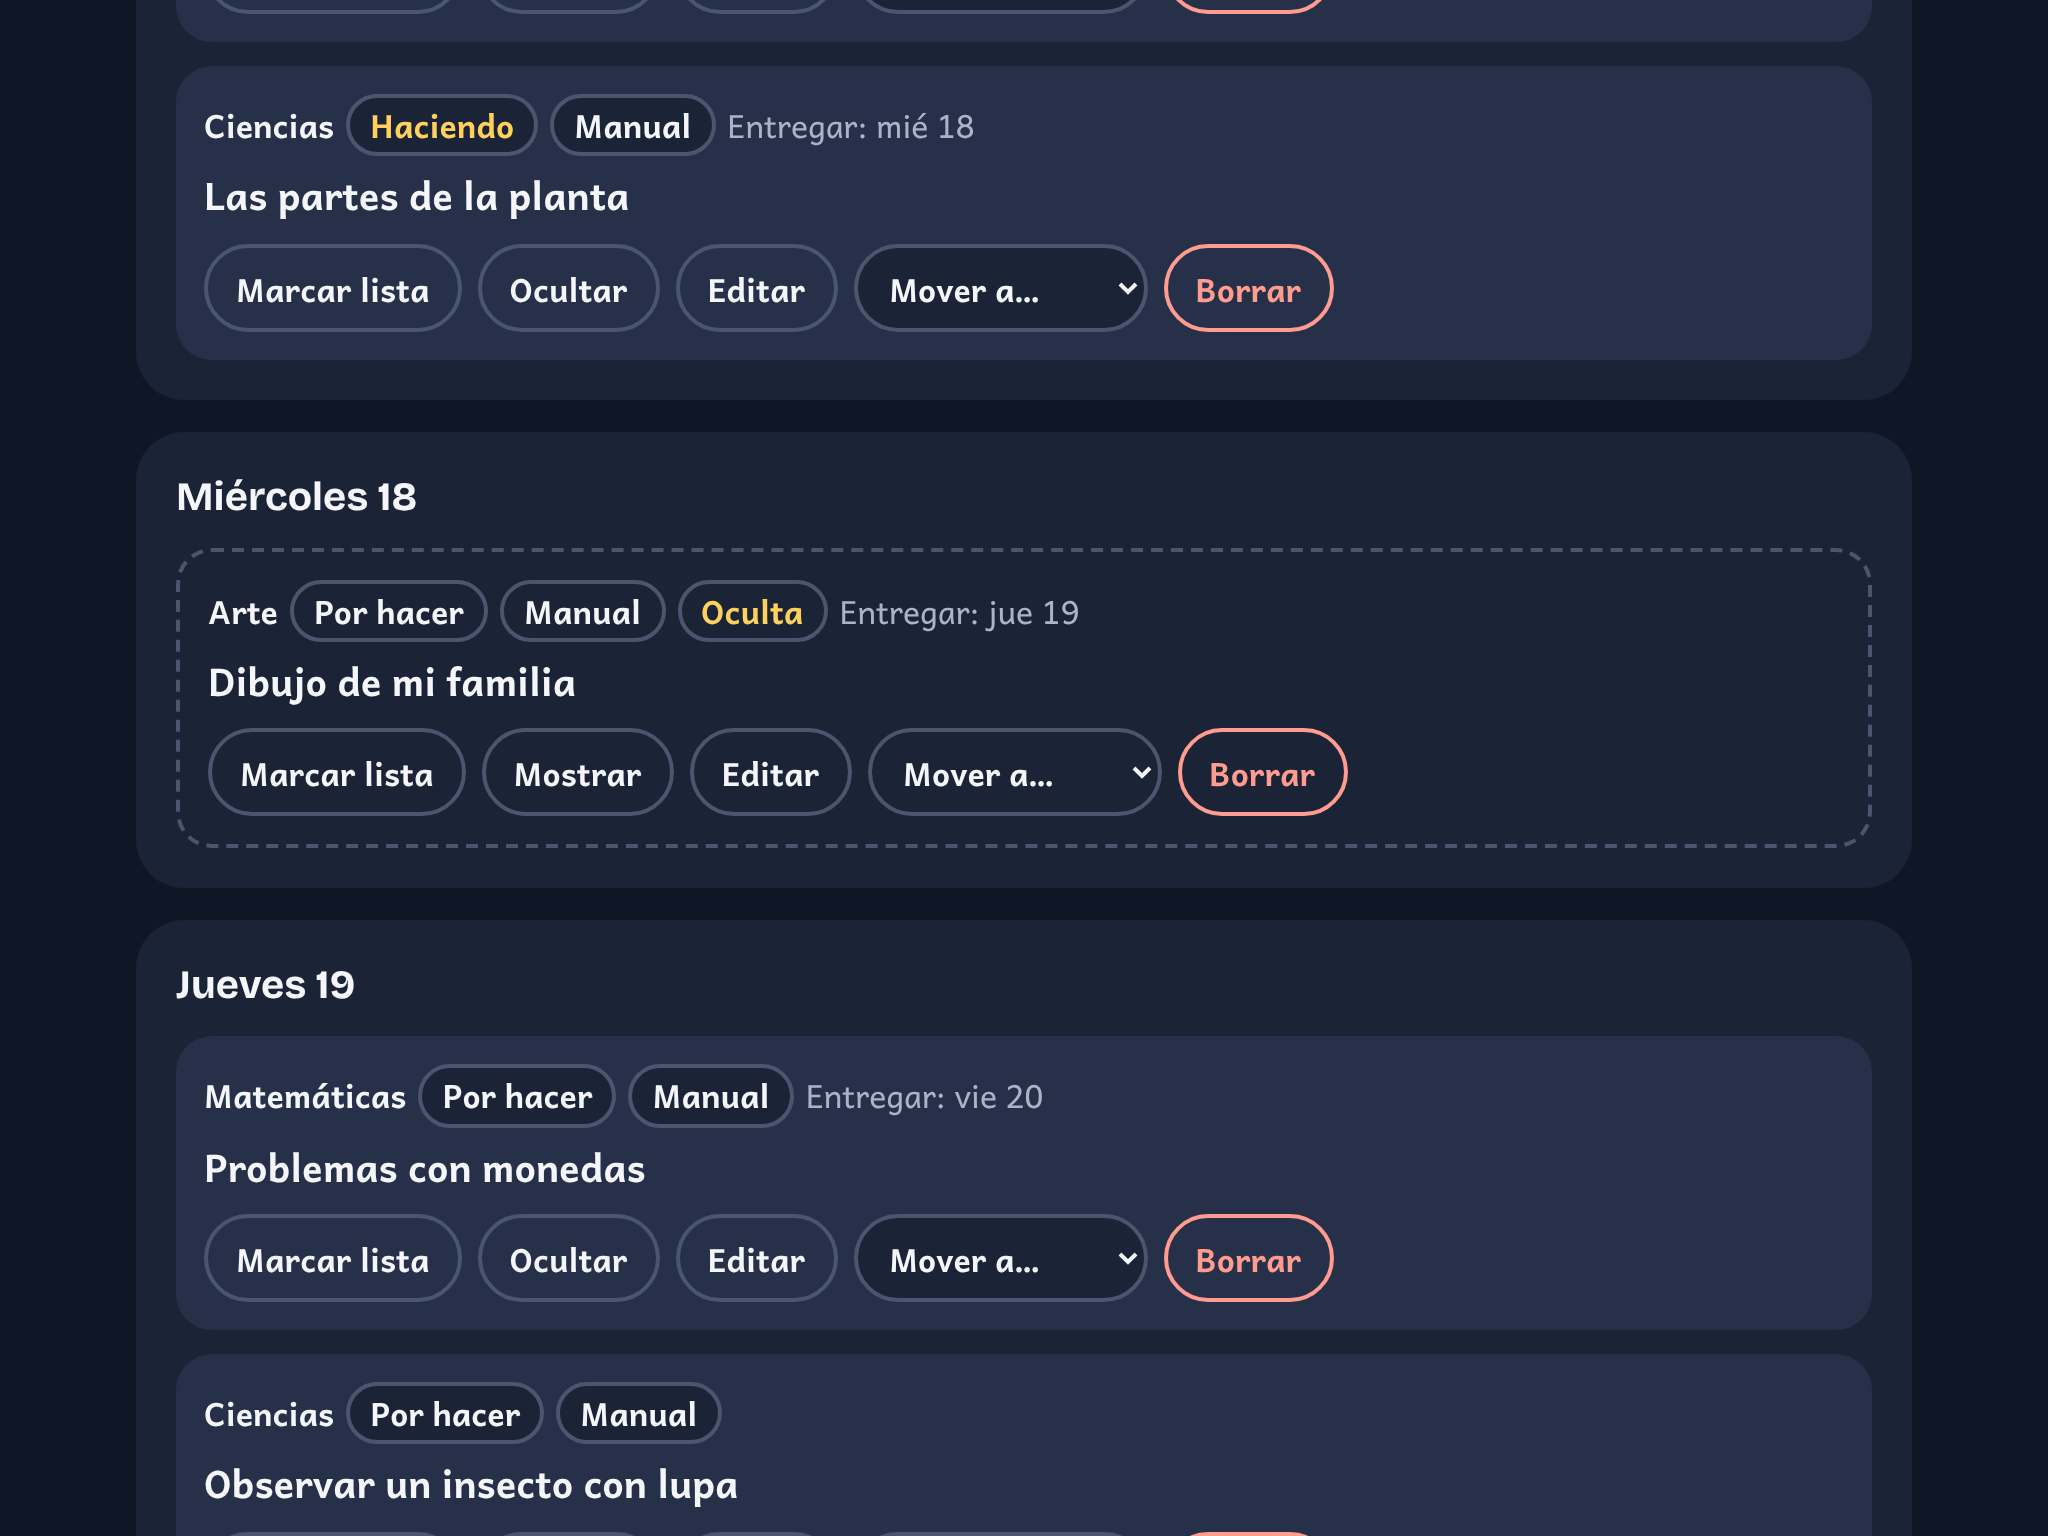 Ciencias Haciendo Manual Entregar: mié 18
Las partes de la planta
Marcar lista Ocultar Editar Mover a... Borrar
Miércoles 18
Arte Por hacer Manual Oculta Entregar: jue 19
Dibujo de mi familia
Marcar lista Mostrar Editar Mover a... Borrar
Jueves 19
Matemáticas Por hacer Manual Entregar: vie 20
Problemas con monedas
Marcar lista Ocultar Editar Mover a... Borrar
Ciencias Por hacer Manual
Observar un insecto con lupa